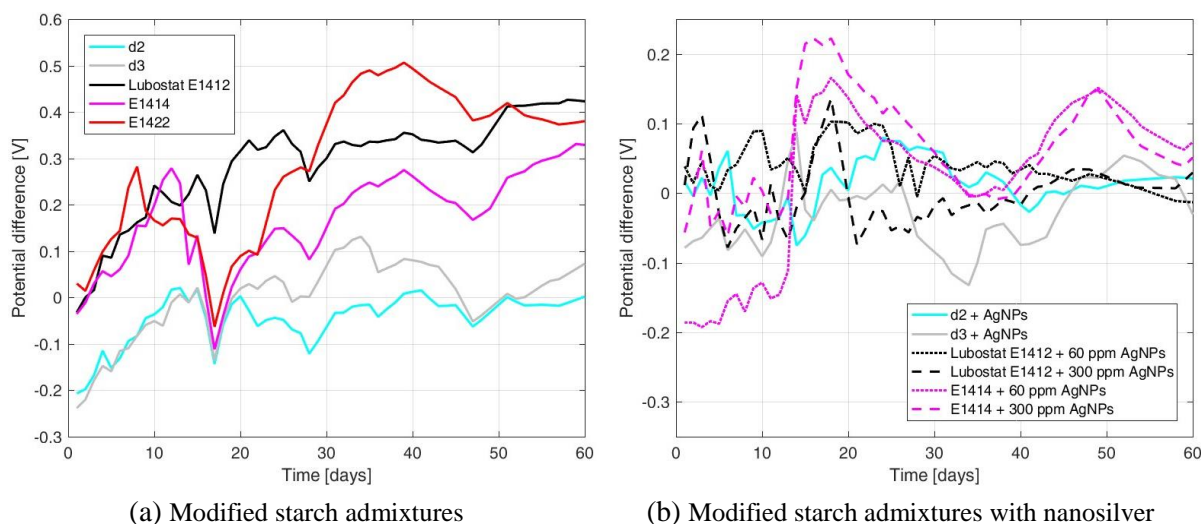 0.6
0.5
0.4
0.3
0.2
0.1
0
-0.1
-0.2
-0.3
Potential difference [V]
d2
d3
Lubostat E1412
E1414
E1422
0 10 20 30 40 50 60
Time [days]
(a) Modified starch admixtures
0.2
0.1
0
-0.1
-0.2
-0.3
Potential difference [V]
d2 + AgNPs
d3 + AgNPs
Lubostat E1412 + 60 ppm AgNPs
Lubostat E1412 + 300 ppm AgNPs
E1414 + 60 ppm AgNPs
E1414 + 300 ppm AgNPs
0 10 20 30 40 50 60
Time [days]
(b) Modified starch admixtures with nanosilver